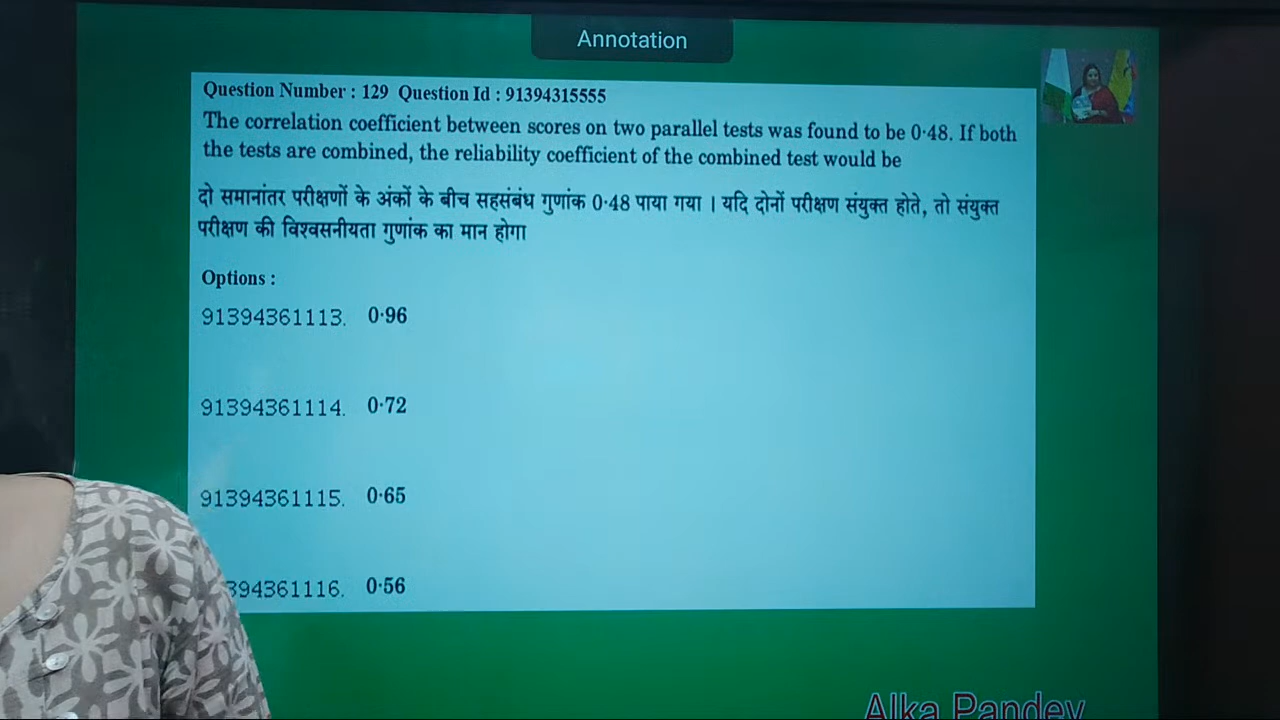 Annotation
Question Number : 129 Question Id : 91394315555
The correlation coefficient between scores on two parallel tests was found to be 0·48. If both
the tests are combined, the reliability coefficient of the combined test would be
दो समानांतर परीक्षणों के अंकों के बीच सहसंबंध गुणांक 0·48 पाया गया । यदि दोनों परीक्षण संयुक्त होते, तो संयुक्त
परीक्षण की विश्वसनीयता गुणांक का मान होगा
Options :
91394361113. 0·96
91394361114. 0·72
91394361115. 0·65
394361116. 0·56
Alka Pandey